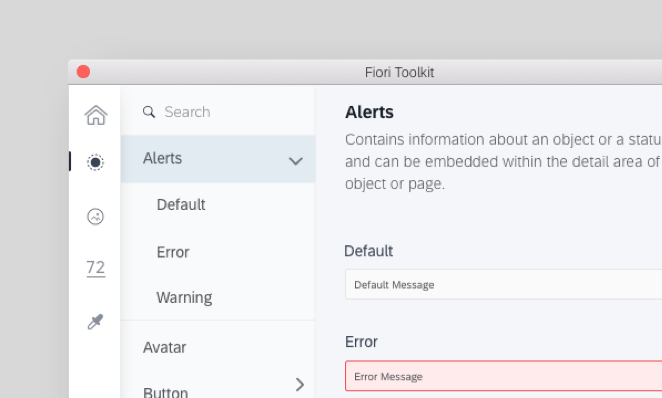 Fiori Toolkit
Search
Alerts
Default
Error
Warning
Avatar
Button
72
Alerts
Contains information about an object or a statu
and can be embedded within the detail area of
object or page.
Default
Default Message
Error
Error Message